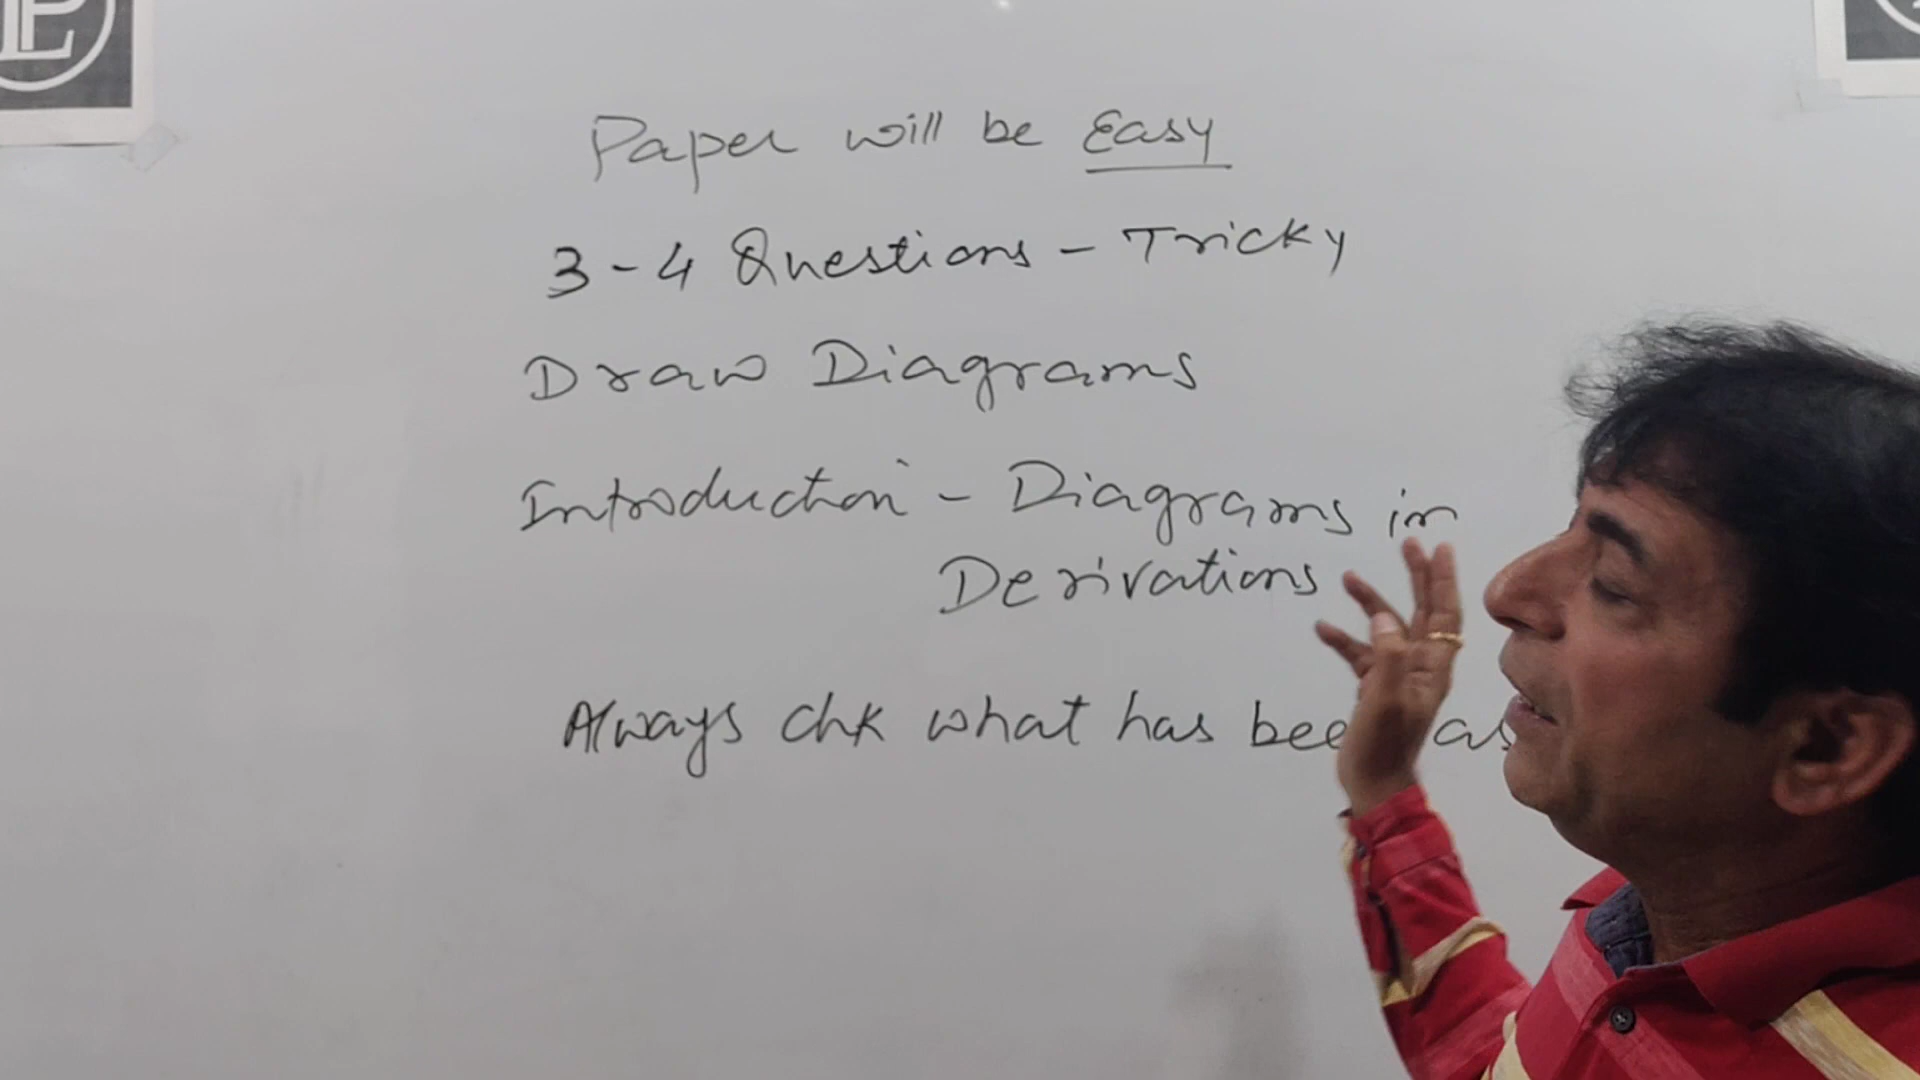 Paper will be Easy
3-4 Questions - Tricky
Draw Diagrams
Introduction - Diagrams in
Derivations
Always chk what has bee as